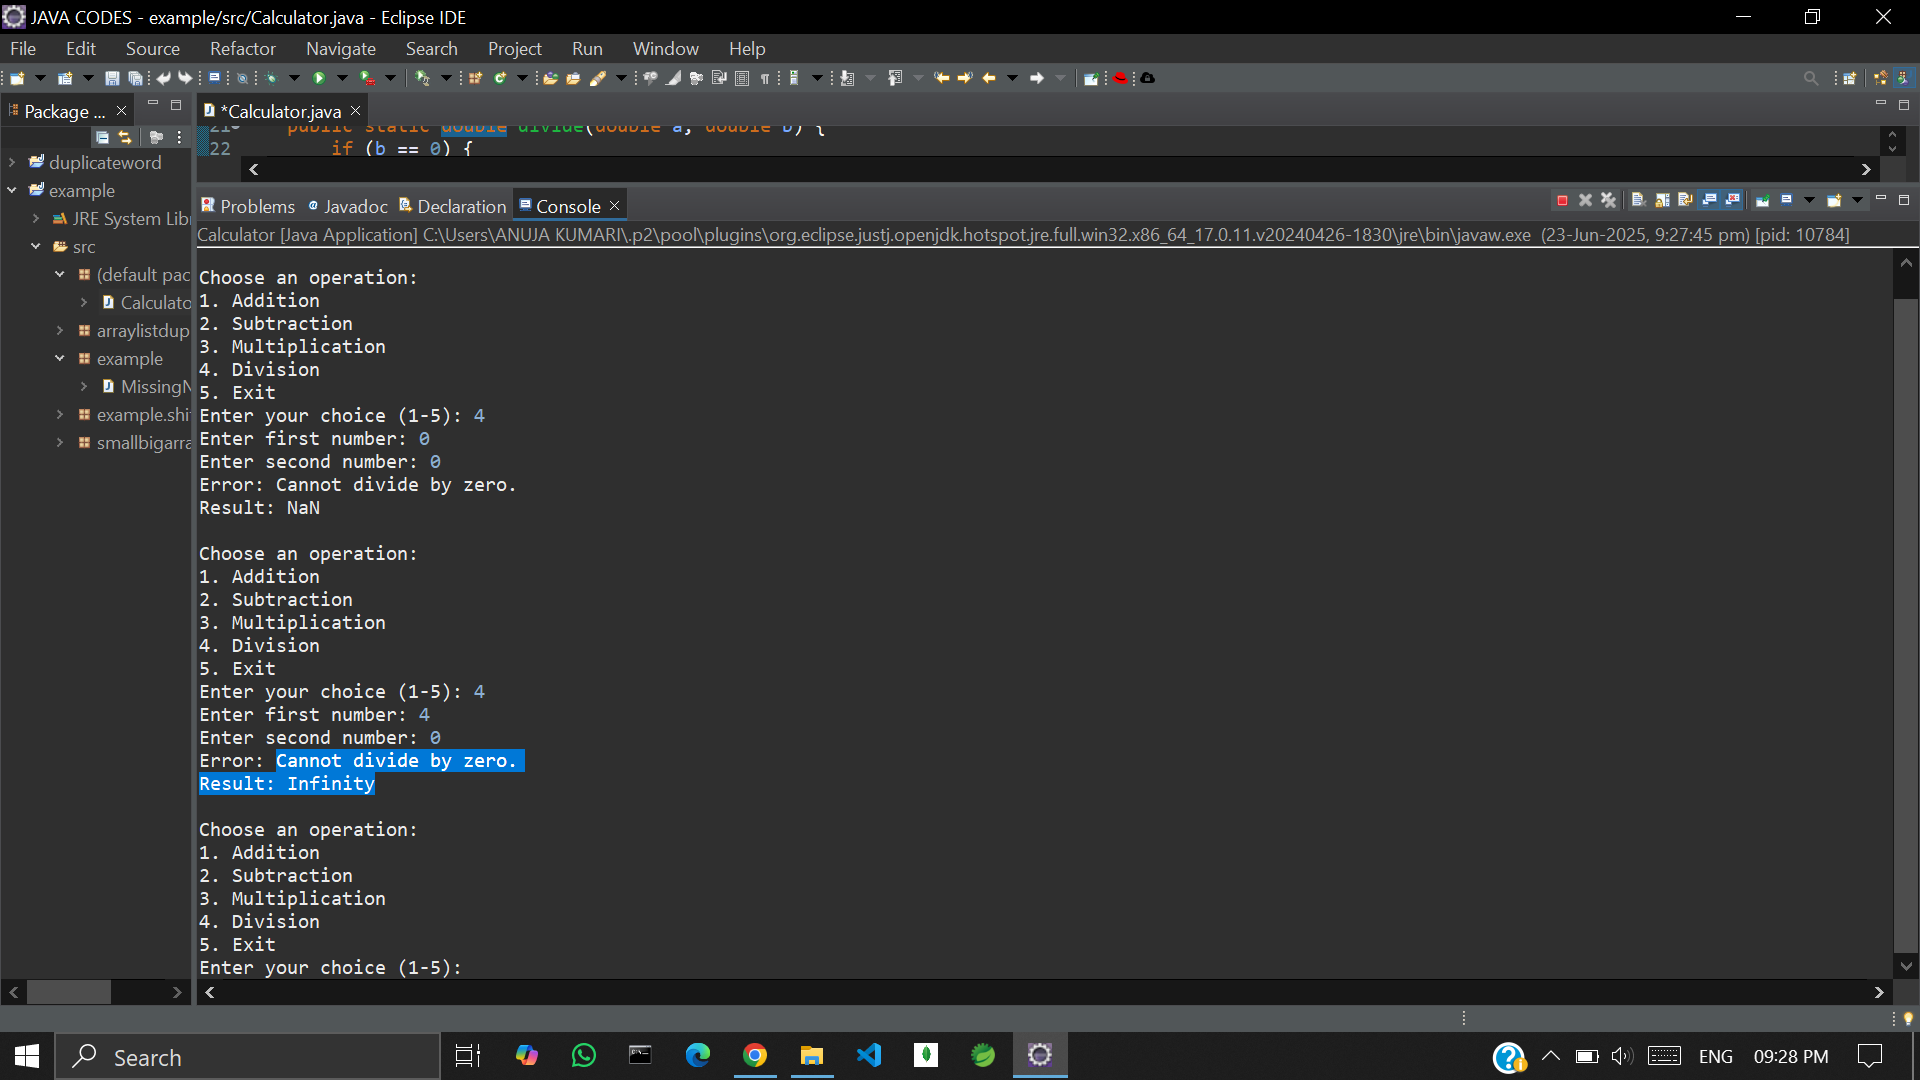 JAVA CODES - example/src/Calculator.java - Eclipse IDE
File Edit Source Refactor Navigate Search Project Run Window Help
Package ...
*Calculator.java
21 public static double divide(double a, double b) {
22 if (b == 0) {
duplicateword
example
JRE System Libr
src
(default pac
Calculato
arraylistdup
example
MissingN
example.shi
smallbigarra
Problems Javadoc Declaration Console
Calculator [Java Application] C:\Users\ANUJA KUMARI\.p2\pool\plugins\org.eclipse.justj.openjdk.hotspot.jre.full.win32.x86_64_17.0.11.v20240426-1830\jre\bin\javaw.exe (23-Jun-2025, 9:27:45 pm) [pid: 10784]
Choose an operation:
1. Addition
2. Subtraction
3. Multiplication
4. Division
5. Exit
Enter your choice (1-5): 4
Enter first number: 0
Enter second number: 0
Error: Cannot divide by zero.
Result: NaN
Choose an operation:
1. Addition
2. Subtraction
3. Multiplication
4. Division
5. Exit
Enter your choice (1-5): 4
Enter first number: 4
Enter second number: 0
Error: Cannot divide by zero.
Result: Infinity
Choose an operation:
1. Addition
2. Subtraction
3. Multiplication
4. Division
5. Exit
Enter your choice (1-5):
Search
ENG 09:28 PM